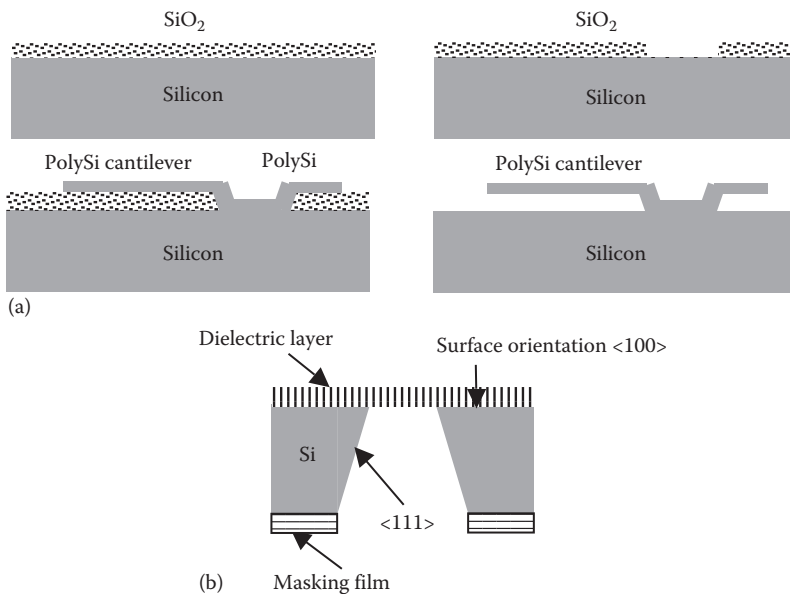 SiO₂
SiO₂
Silicon
Silicon
PolySi cantilever
PolySi
PolySi cantilever
Silicon
Silicon
(a)
Dielectric layer
Surface orientation <100>
Si
<111>
(b)
Masking film